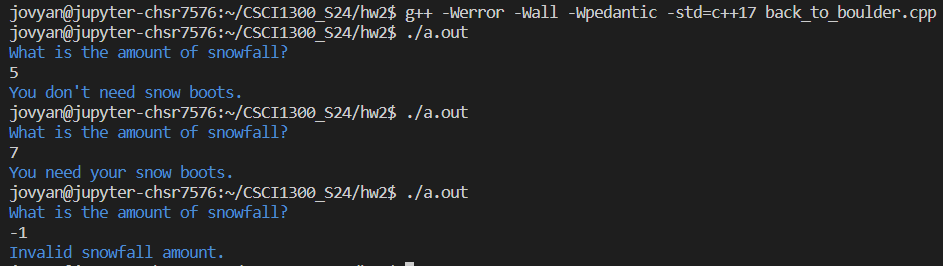 jovyan@jupyter-chsr7576:~/CSCI1300_S24/hw2$ g++ -Werror -Wall -Wpedantic -std=c++17 back_to_boulder.cpp
jovyan@jupyter-chsr7576:~/CSCI1300_S24/hw2$ ./a.out
What is the amount of snowfall?
5
You don't need snow boots.
jovyan@jupyter-chsr7576:~/CSCI1300_S24/hw2$ ./a.out
What is the amount of snowfall?
7
You need your snow boots.
jovyan@jupyter-chsr7576:~/CSCI1300_S24/hw2$ ./a.out
What is the amount of snowfall?
-1
Invalid snowfall amount.